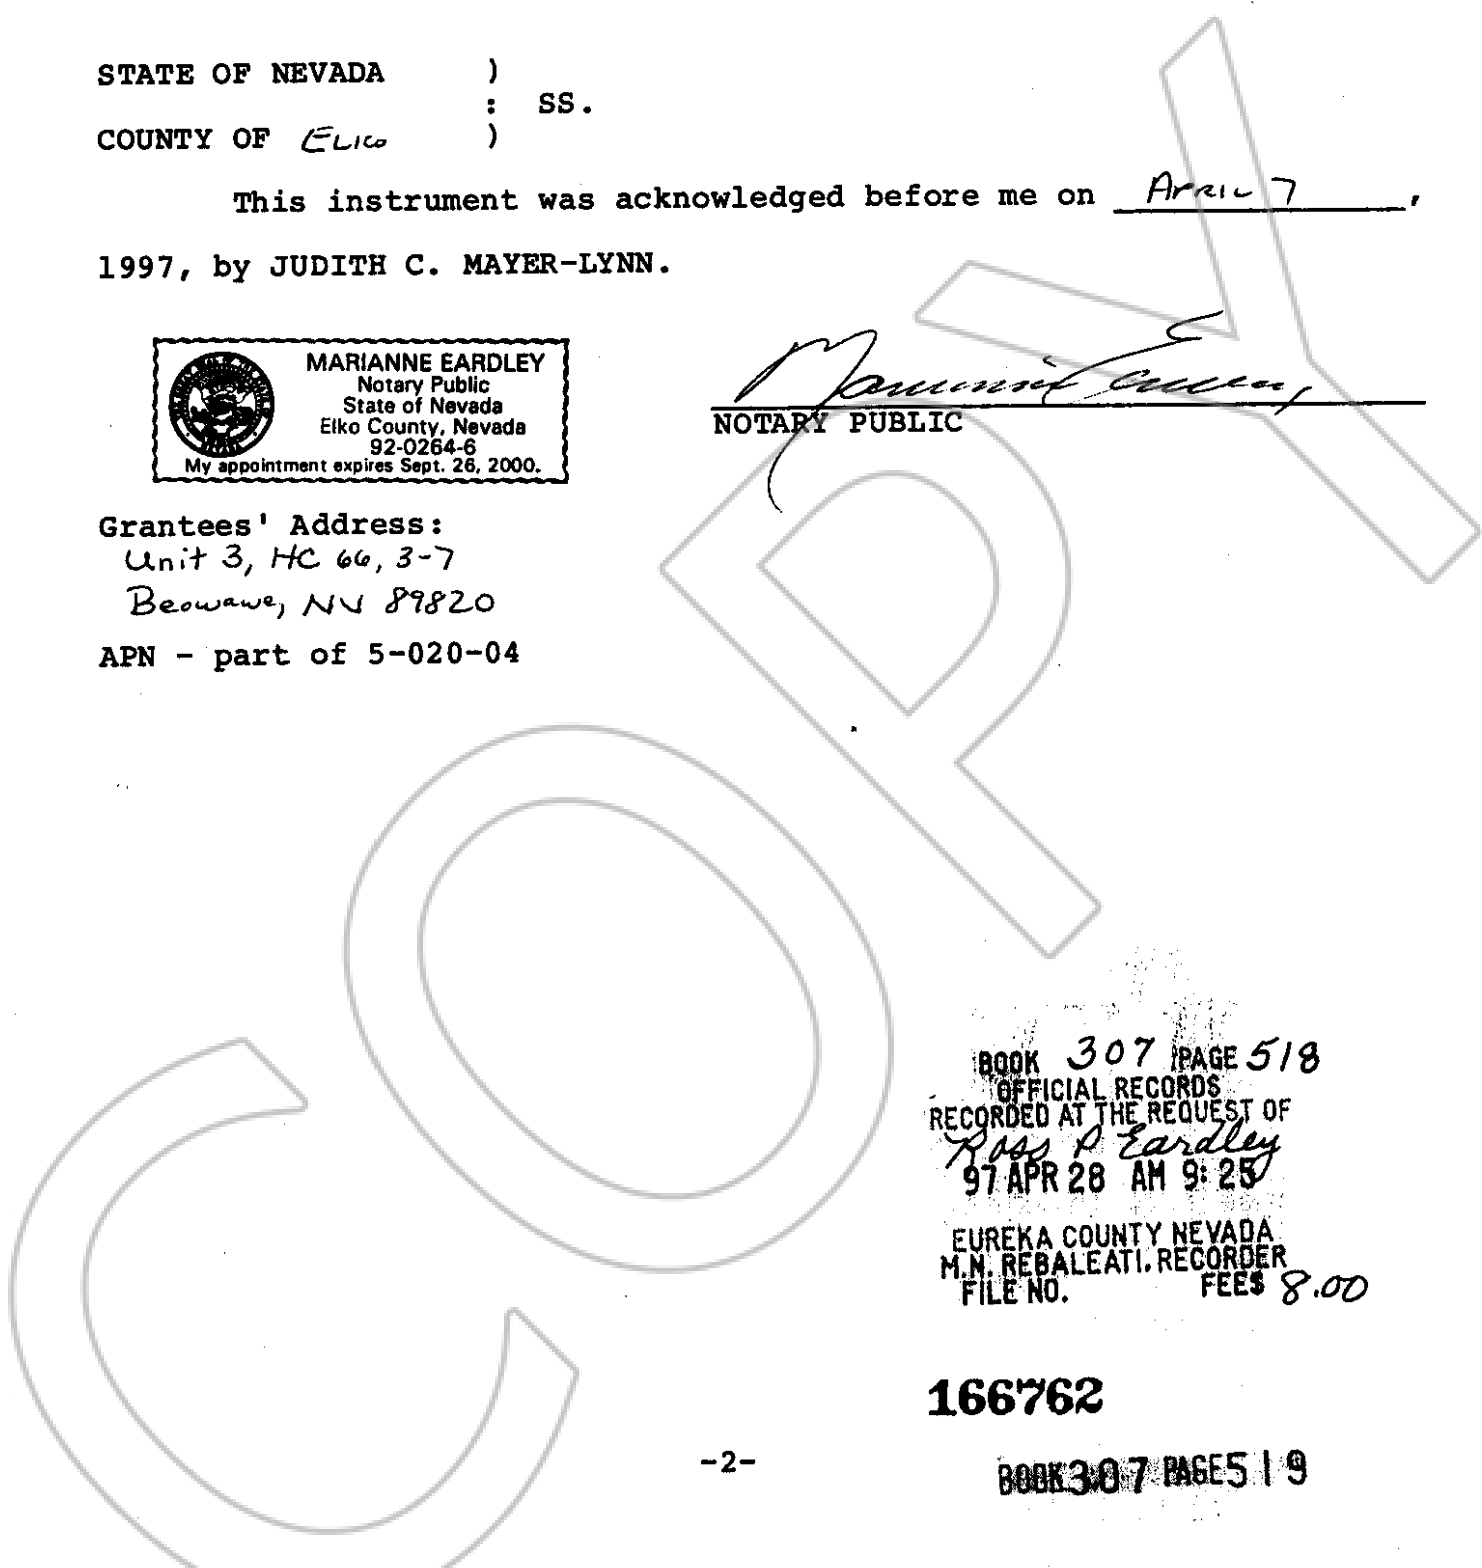 STATE OF NEVADA )
: SS.
COUNTY OF ELKO )
This instrument was acknowledged before me on APRIL 7,
1997, by JUDITH C. MAYER-LYNN.
MARIANNE EARDLEY
Notary Public
State of Nevada
Elko County, Nevada
92-0264-6
My appointment expires Sept. 26, 2000.
Marianne Eardley
NOTARY PUBLIC
Grantees' Address:
Unit 3, HC 66, 3-7
Beowawe, NV 89820
APN - part of 5-020-04
COPY
BOOK 307 PAGE 518
OFFICIAL RECORDS
RECORDED AT THE REQUEST OF
Ross P Eardley
97 APR 28 AM 9:25
EUREKA COUNTY NEVADA
M.N. REBALEATI, RECORDER
FILE NO. FEE$ 8.00
166762
-2-
BOOK 307 PAGE 519